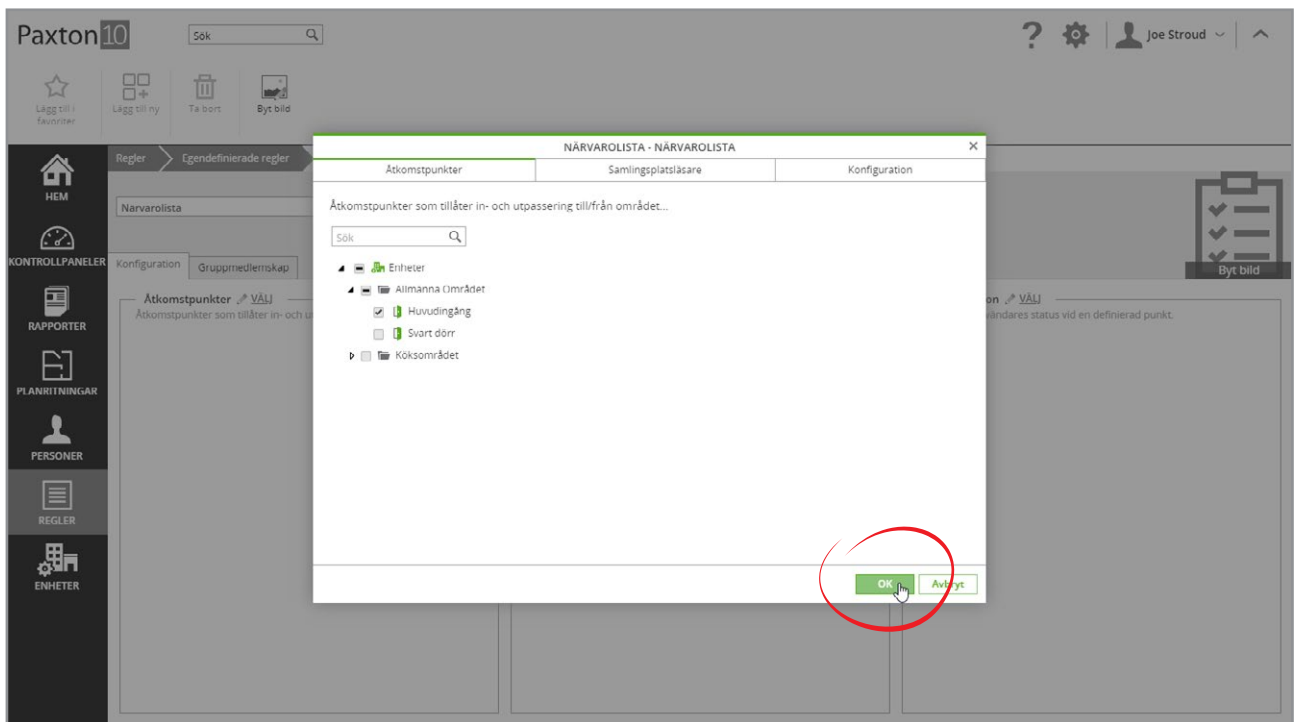 Paxton 10
Sök
Joe Stroud
Lägg till i
favoriter
Lägg till ny
Ta bort
Byt bild
HEM
KONTROLLPANELER
RAPPORTER
PLANRITNINGAR
PERSONER
REGLER
ENHETER
Regler
Egendefinierade regler
Narvarolista
Byt bild
Konfiguration
Gruppmedlemskap
Åtkomstpunkter VÄLJ
Åtkomstpunkter som tillåter in- och
VÄLJ
status vid en definierad punkt.
NÄRVAROLISTA - NÄRVAROLISTA
Åtkomstpunkter
Samlingsplatsläsare
Konfiguration
Åtkomstpunkter som tillåter in- och utpassering till/från området...
Sök
Enheter
Allmänna Området
Huvudingång
Svart dörr
Köksområdet
OK
Avbryt